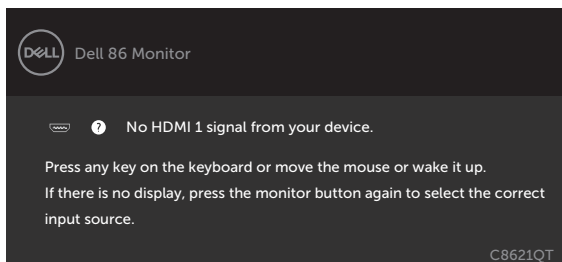 DELL
Dell 86 Monitor
? No HDMI 1 signal from your device.
Press any key on the keyboard or move the mouse or wake it up.
If there is no display, press the monitor button again to select the correct
input source.
C8621QT